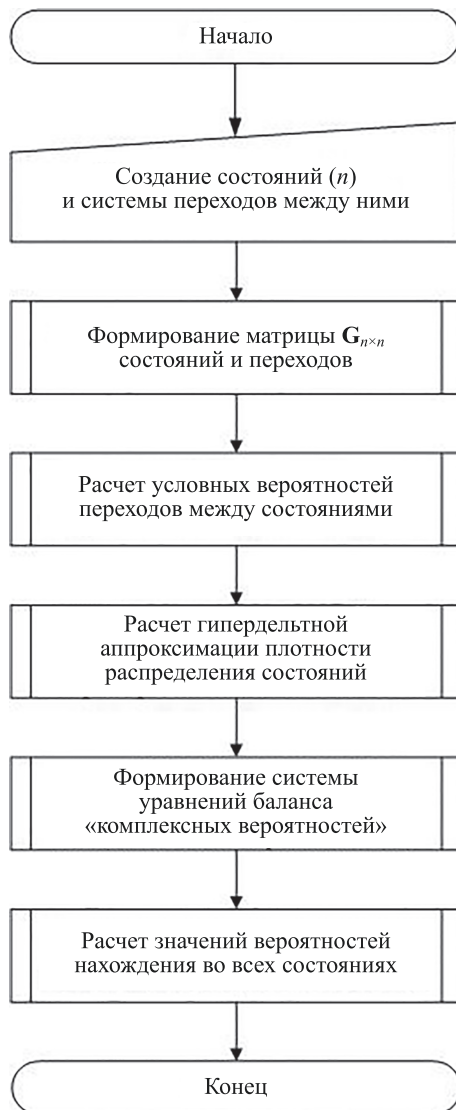 Начало
Создание состояний (n)
и системы переходов между ними
Формирование матрицы Gn×n
состояний и переходов
Расчет условных вероятностей
переходов между состояниями
Расчет гипердельтной
аппроксимации плотности
распределения состояний
Формирование системы
уравнений баланса
«комплексных вероятностей»
Расчет значений вероятностей
нахождения во всех состояниях
Конец